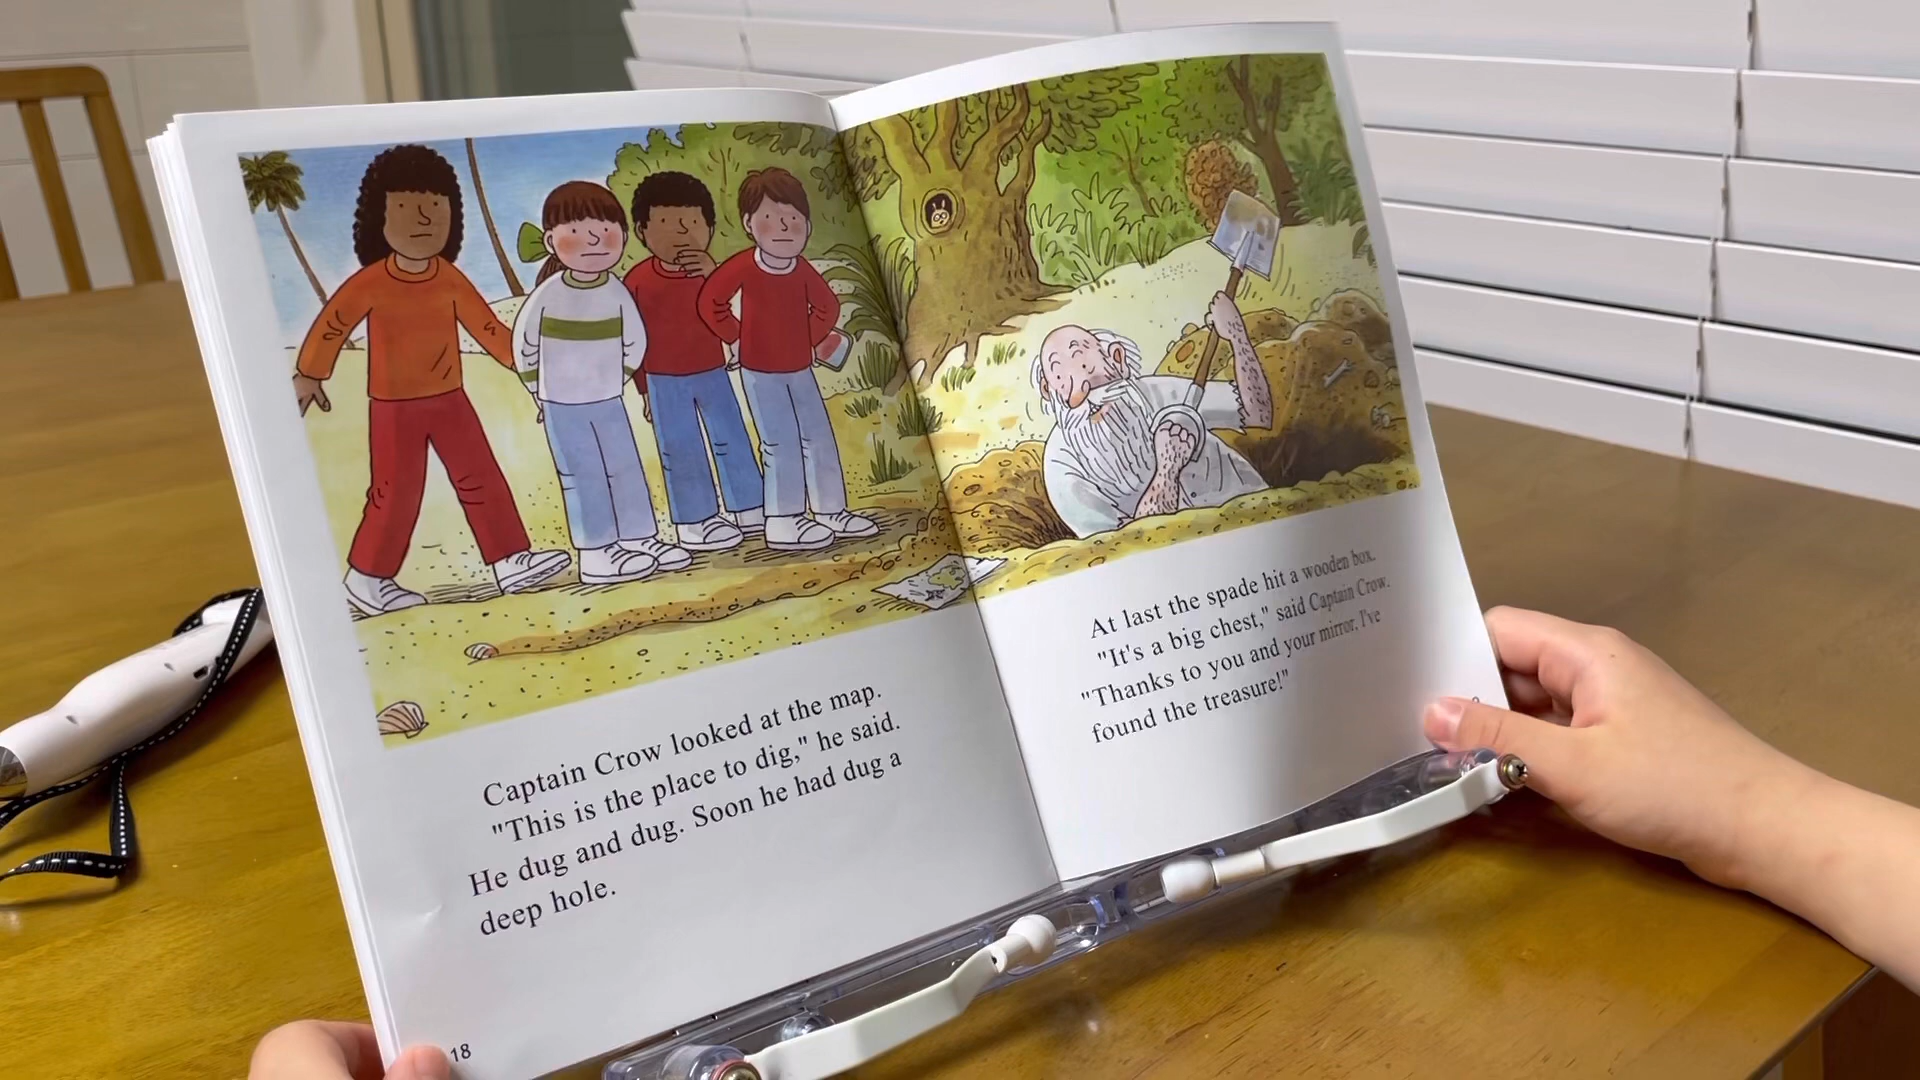 Captain Crow looked at the map.
"This is the place to dig," he said.
He dug and dug. Soon he had dug a
deep hole.
18
At last the spade hit a wooden box.
"It's a big chest," said Captain Crow.
"Thanks to you and your mirror, I've
found the treasure!"